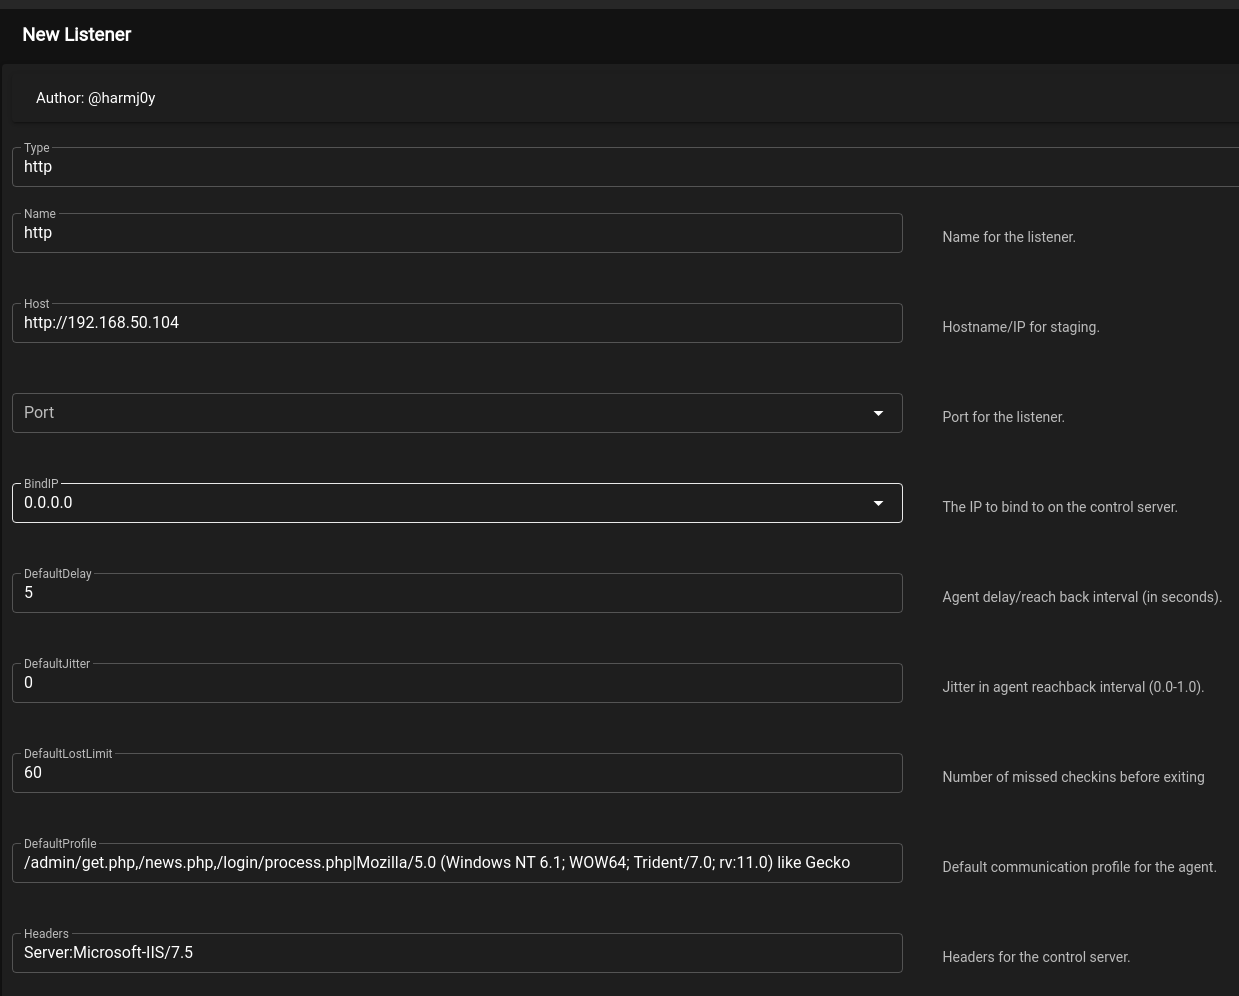 New Listener
Author: @harmj0y
Type
http
Name
http
Name for the listener.
Host
http://192.168.50.104
Hostname/IP for staging.
Port
Port for the listener.
BindIP
0.0.0.0
The IP to bind to on the control server.
DefaultDelay
5
Agent delay/reach back interval (in seconds).
DefaultJitter
0
Jitter in agent reachback interval (0.0-1.0).
DefaultLostLimit
60
Number of missed checkins before exiting
DefaultProfile
/admin/get.php,/news.php,/login/process.php|Mozilla/5.0 (Windows NT 6.1; WOW64; Trident/7.0; rv:11.0) like Gecko
Default communication profile for the agent.
Headers
Server:Microsoft-IIS/7.5
Headers for the control server.